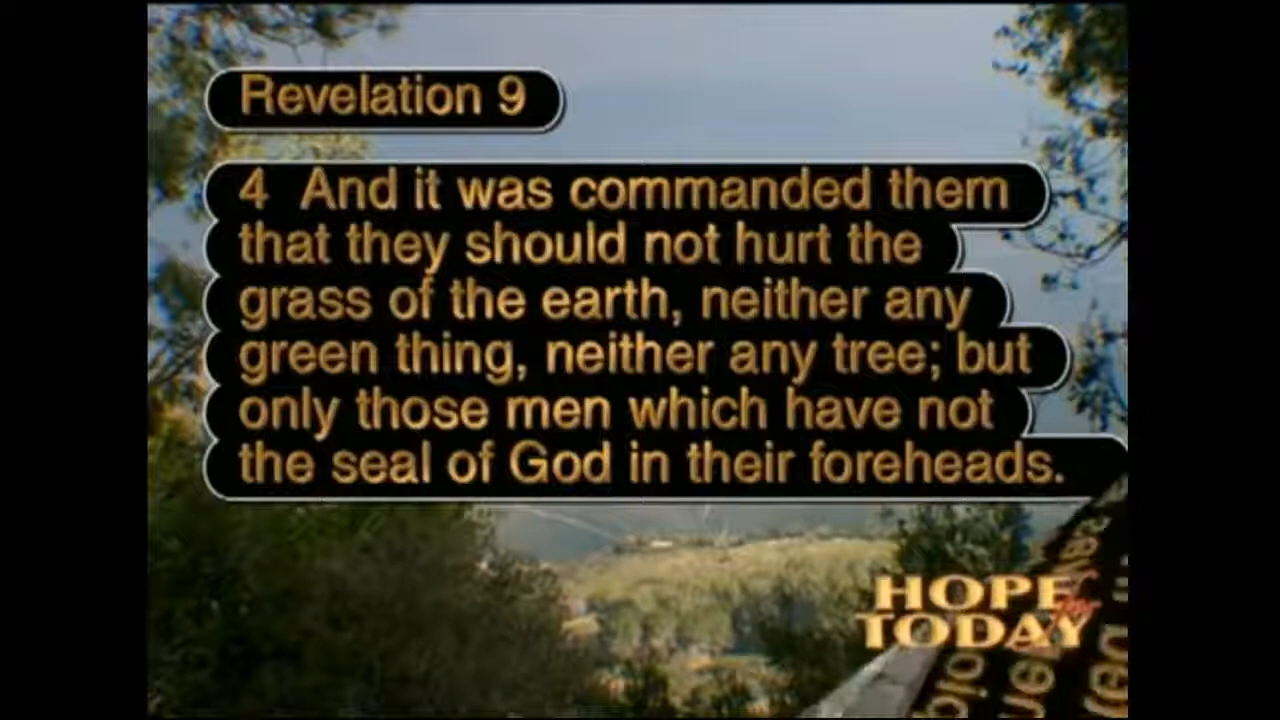 Revelation 9
4 And it was commanded them
that they should not hurt the
grass of the earth, neither any
green thing, neither any tree; but
only those men which have not
the seal of God in their foreheads.
HOPE for
TODAY